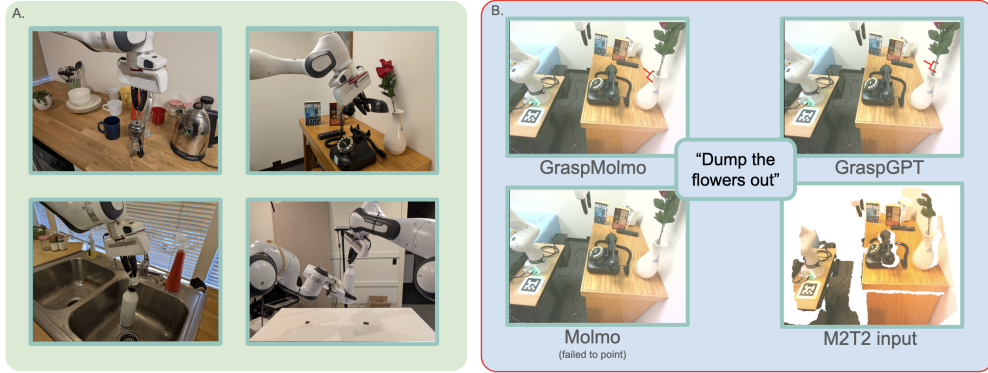 A.
B.
GraspMolmo
GraspGPT
“Dump the
flowers out”
Molmo
(failed to point)
M2T2 input